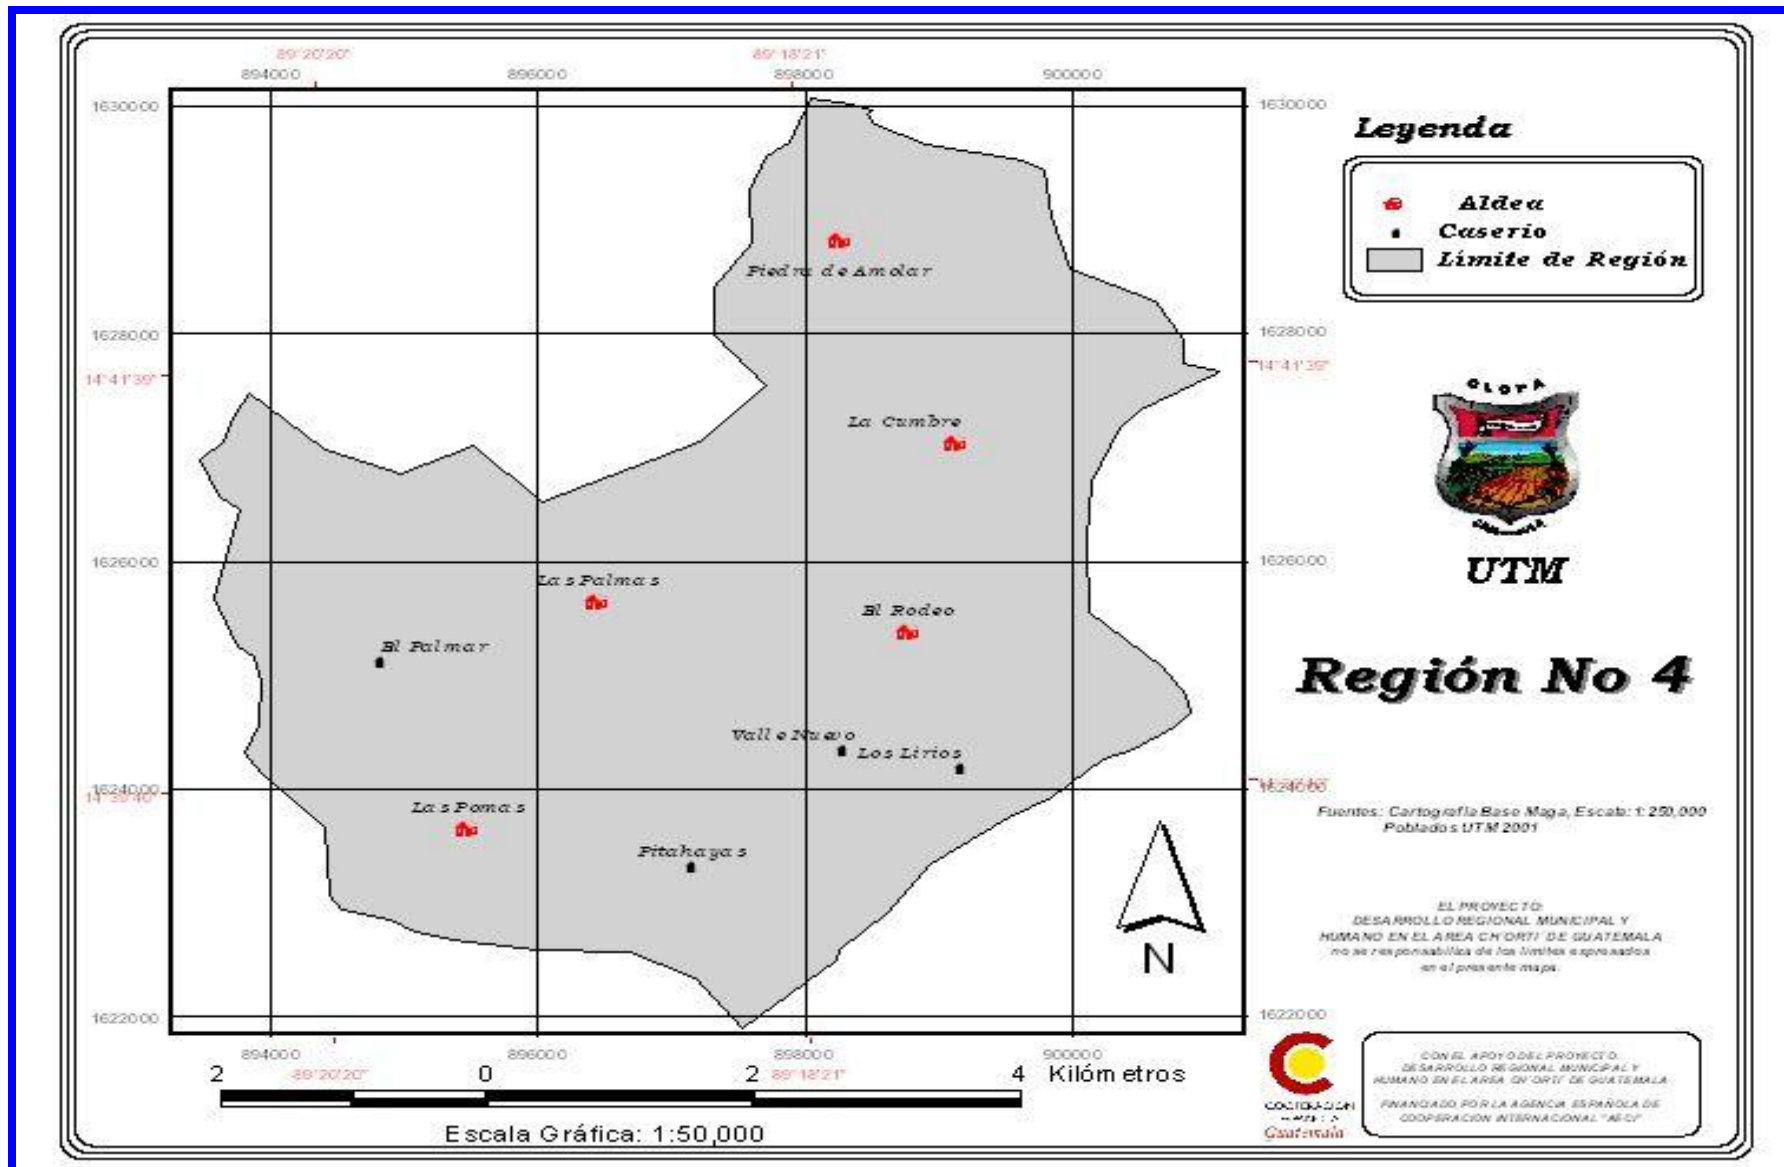 89°20'20" 89°18'21"
894000 896000 898000 900000
1630000 1630000
Piedra de Amolar
1628000 1628000
14°41'39" 14°41'39"
La Cumbre
1626000 1626000
Las Palmas
El Rodeo
El Palmar
Valle Nuevo
Los Lirios
1624000 1624000
Las Pomas
Pitahayas
1622000 1622000
N
894000 896000 898000 900000
-89°20'20" 89°18'21"
2 0 2 4 Kilómetros
Escala Gráfica: 1:50,000
Leyenda
Aldea
Caserio
Límite de Región
OLOPA
UTM
Región No 4
Fuentes: Cartografía Base Maga, Escala: 1: 250,000
Poblados UTM 2001
EL PROYECTO:
DESARROLLO REGIONAL MUNICIPAL Y
HUMANO EN EL AREA CH'ORTI' DE GUATEMALA
no se responsabiliza de los límites expresados
en el presente mapa.
COOPERACION
Guatemala
CON EL APOYO DEL PROYECTO:
DESARROLLO REGIONAL MUNICIPAL Y
HUMANO EN EL AREA CH'ORTI' DE GUATEMALA
FINANCIADO POR LA AGENCIA ESPAÑOLA DE
COOPERACION INTERNACIONAL "AECI"